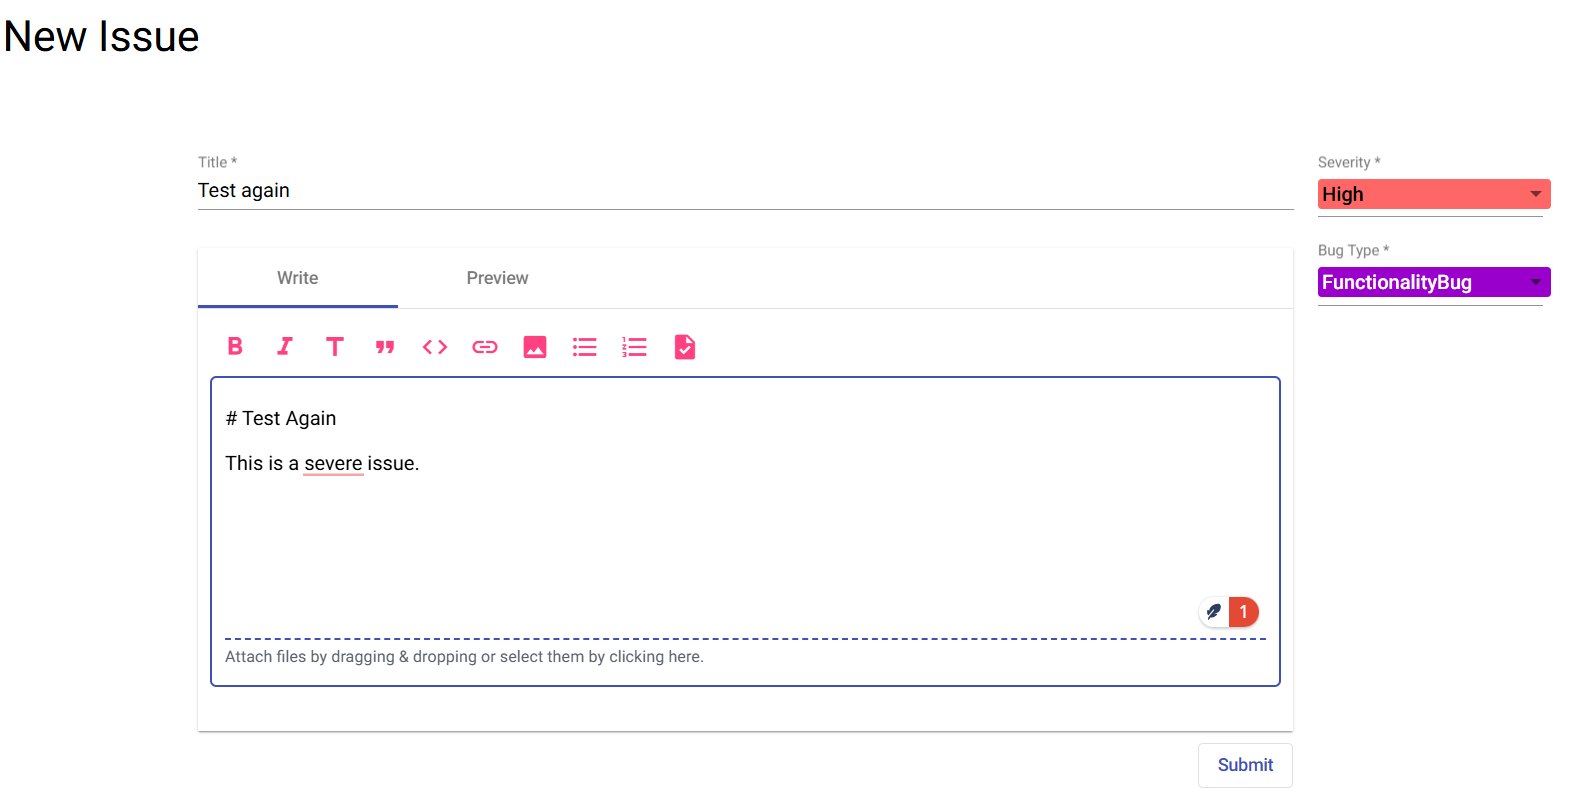 New Issue
Title *
Test again
Severity *
High
Bug Type *
FunctionalityBug
Write Preview
# Test Again
This is a severe issue.
1
Attach files by dragging & dropping or select them by clicking here.
Submit